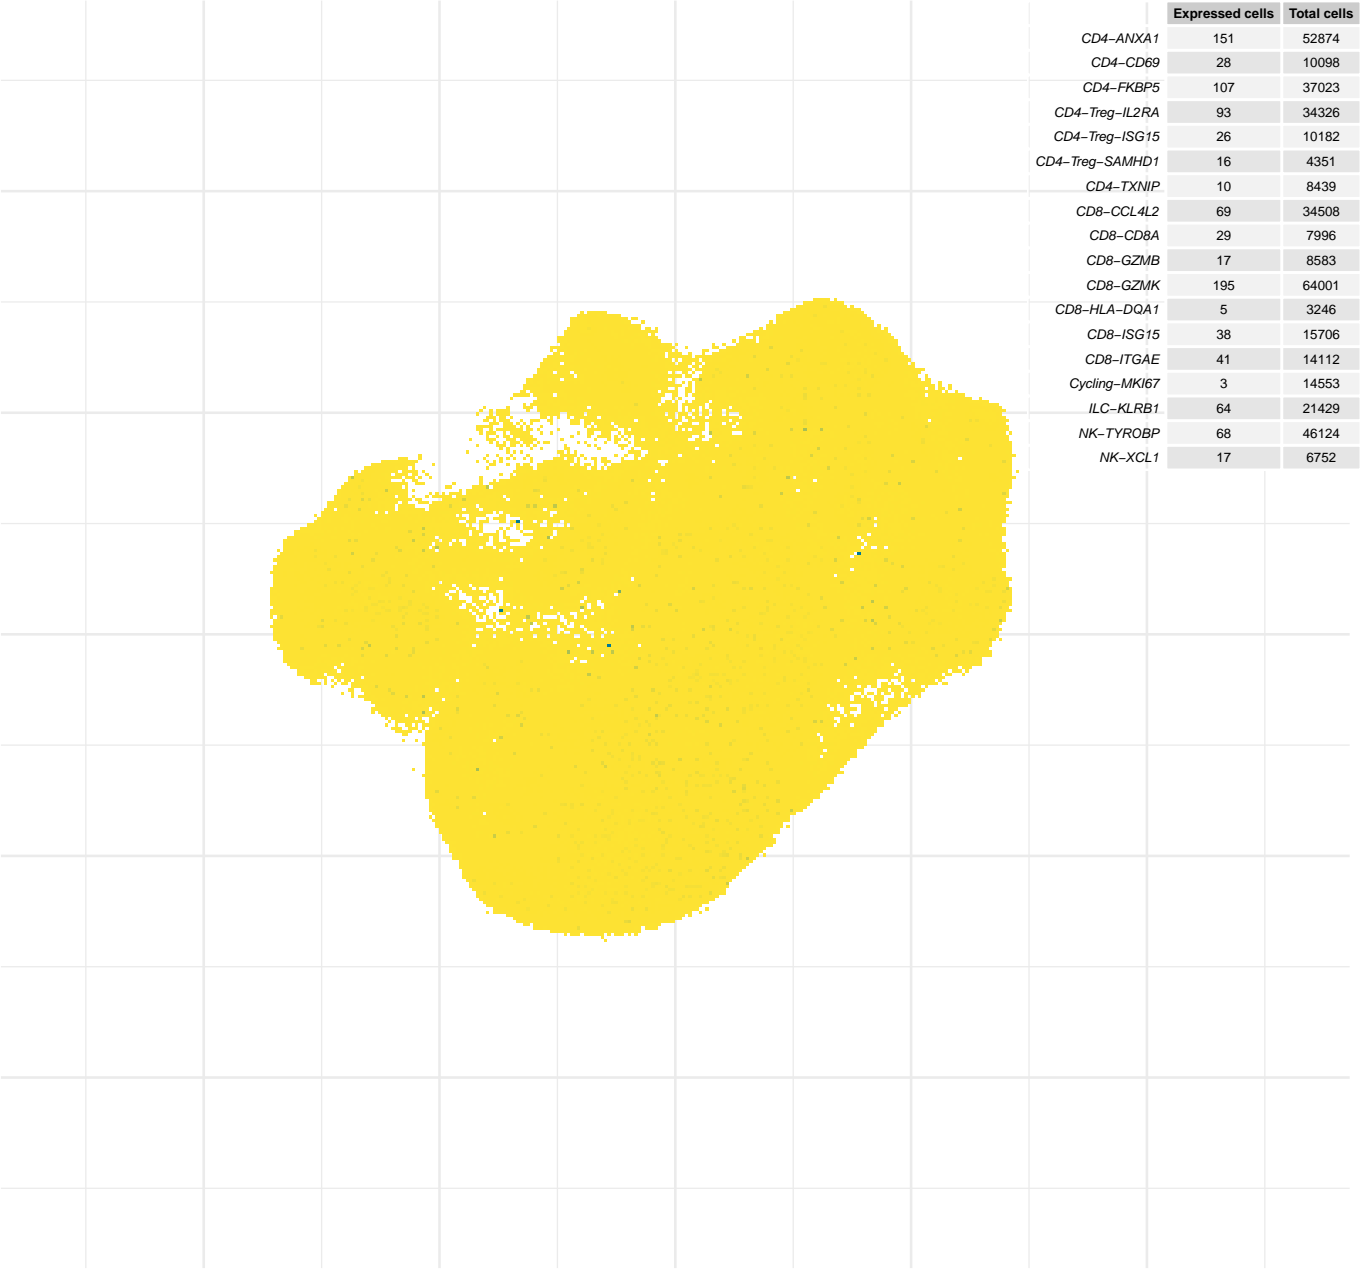 Expressed cells Total cells
CD4−ANXA1 151 52874
CD4−CD69 28 10098
CD4−FKBP5 107 37023
CD4−Treg−IL2RA 93 34326
CD4−Treg−ISG15 26 10182
CD4−Treg−SAMHD1 16 4351
CD4−TXNIP 10 8439
CD8−CCL4L2 69 34508
CD8−CD8A 29 7996
CD8−GZMB 17 8583
CD8−GZMK 195 64001
CD8−HLA−DQA1 5 3246
CD8−ISG15 38 15706
CD8−ITGAE 41 14112
Cycling−MKI67 3 14553
ILC−KLRB1 64 21429
NK−TYROBP 68 46124
NK−XCL1 17 6752